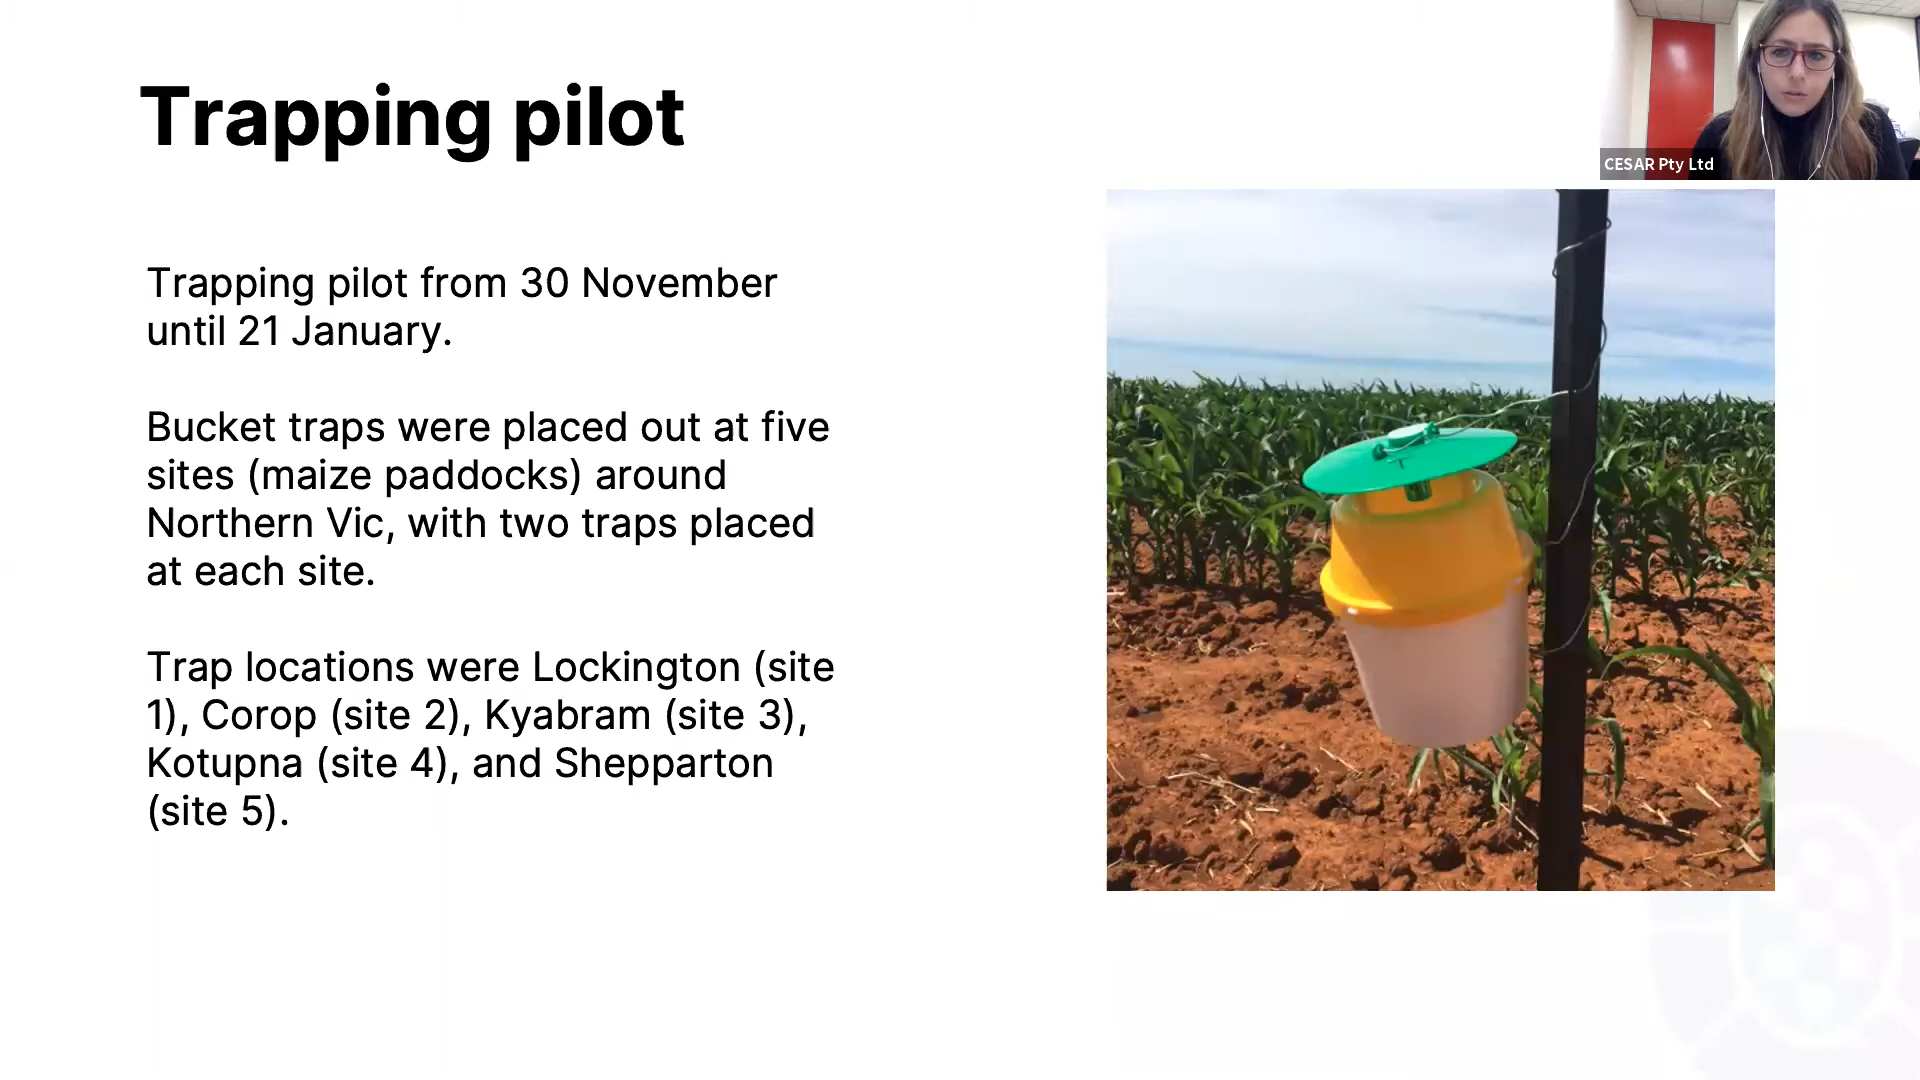 Trapping pilot
CESAR Pty Ltd
Trapping pilot from 30 November
until 21 January.
Bucket traps were placed out at five
sites (maize paddocks) around
Northern Vic, with two traps placed
at each site.
Trap locations were Lockington (site
1), Corop (site 2), Kyabram (site 3),
Kotupna (site 4), and Shepparton
(site 5).